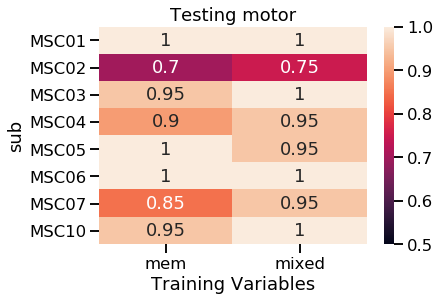 Testing motor
MSC01 1 1
MSC02 0.7 0.75
MSC03 0.95 1
MSC04 0.9 0.95
MSC05 1 0.95
MSC06 1 1
MSC07 0.85 0.95
MSC10 0.95 1
sub
mem mixed
Training Variables
1.0
0.9
0.8
0.7
0.6
0.5